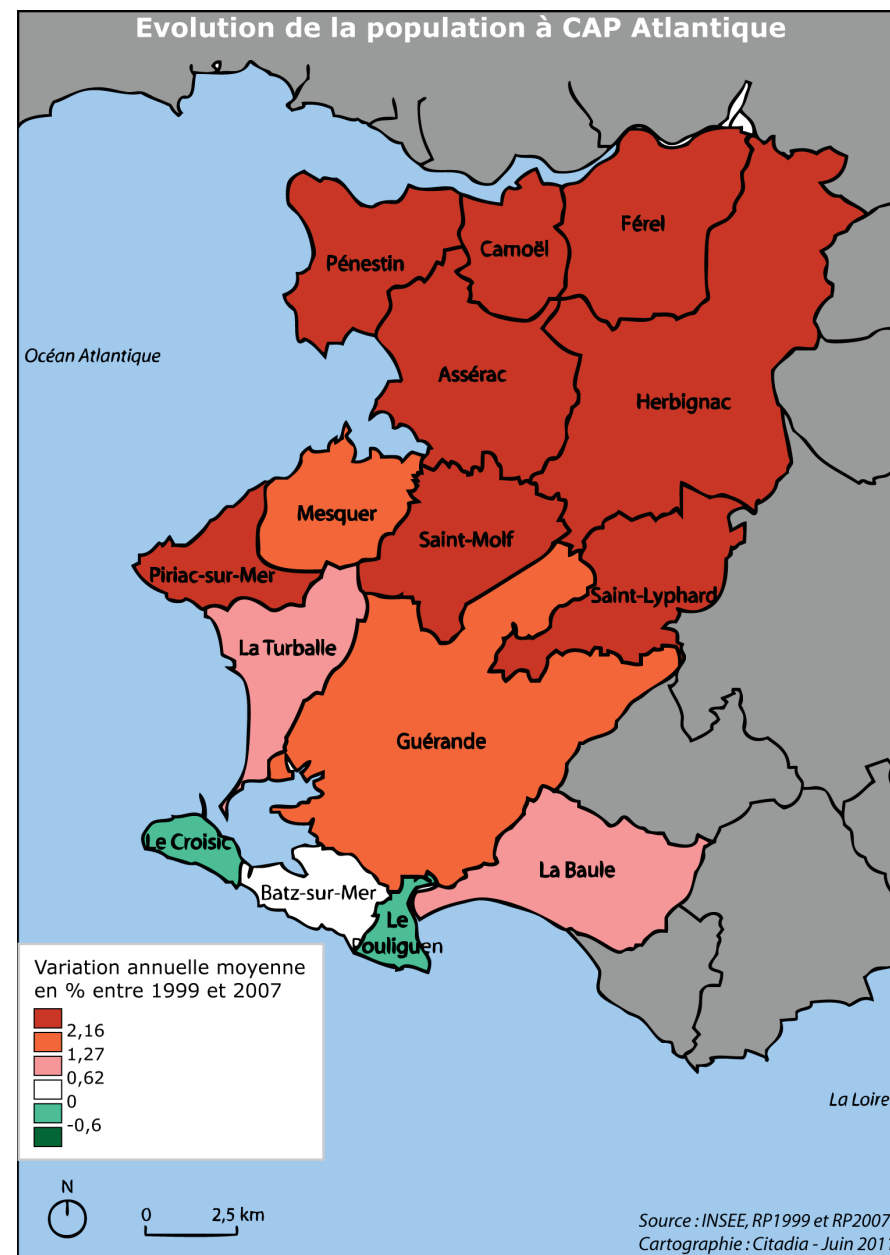 Evolution de la population à CAP Atlantique
Férel
Camoël
Pénestin
Océan Atlantique
Assérac
Herbignac
Mesquer
Saint-Molf
Piriac-sur-Mer
Saint-Lyphard
La Turballe
Guérande
Le Croisic
La Baule
Batz-sur-Mer
Le
Pouliguen
Variation annuelle moyenne
en % entre 1999 et 2007
2,16
1,27
0,62
0
-0,6
La Loire
N
0 2,5 km
Source : INSEE, RP1999 et RP2007
Cartographie : Citadia - Juin 201